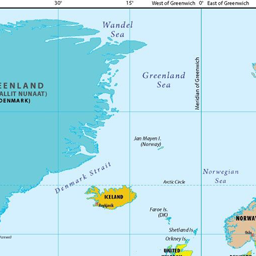 West of Greenwich
0°
East of Greenwich
30°
15°
Wandel
Sea
Greenland
Sea
Meridian of Greenwich
EENLAND
ALLIT NUNAAT)
DENMARK)
Jan Mayen I.
(Norway)
Denmark Strait
Arctic Circle
Norwegian
Sea
ICELAND
Reykjavik
Faroe Is.
(DK)
Shetland Is.
Orkney Is.
NORW
UNITED